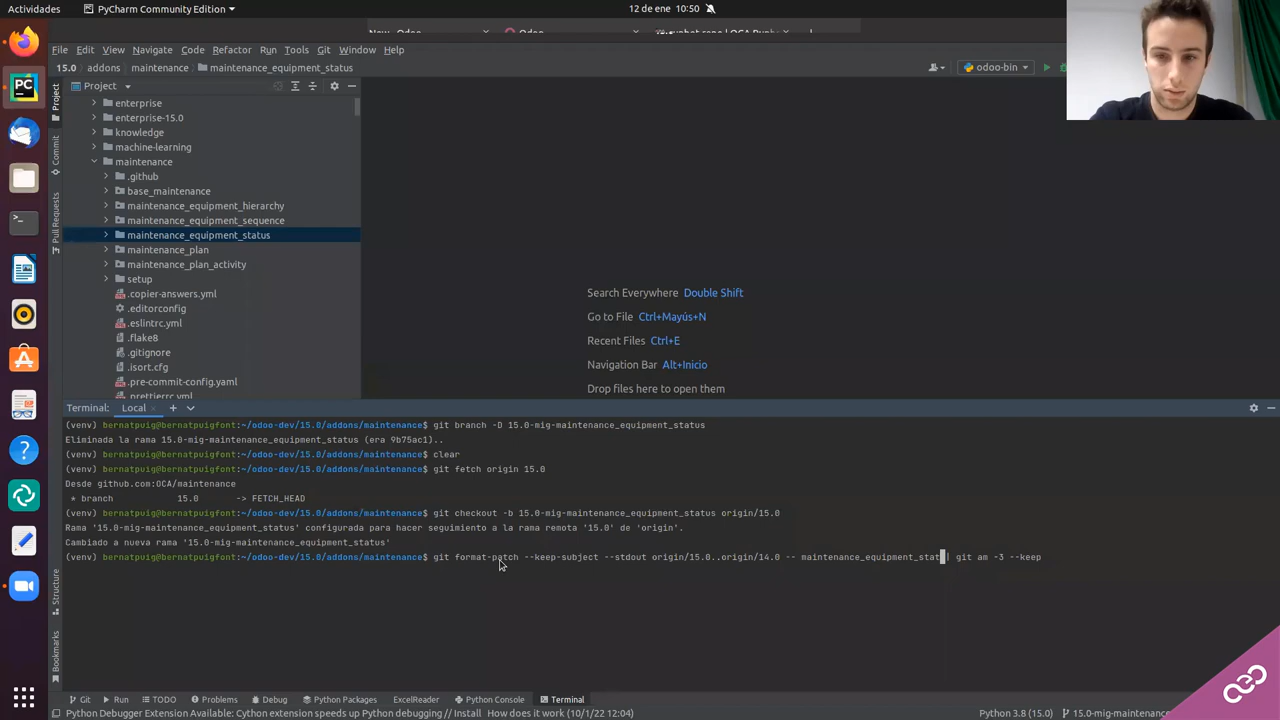 Actividades
PyCharm Community Edition
12 de ene 10:50
File Edit View Navigate Code Refactor Run Tools Git Window Help
15.0 addons maintenance maintenance_equipment_status
odoo-bin
Project
Project
Commit
Pull Requests
Structure
Bookmarks
enterprise
enterprise-15.0
knowledge
machine-learning
maintenance
.github
base_maintenance
maintenance_equipment_hierarchy
maintenance_equipment_sequence
maintenance_equipment_status
maintenance_plan
maintenance_plan_activity
setup
.copier-answers.yml
.editorconfig
.eslintrc.yml
.flake8
.gitignore
.isort.cfg
.pre-commit-config.yaml
Search Everywhere Double Shift
Go to File Ctrl+Mayús+N
Recent Files Ctrl+E
Navigation Bar Alt+Inicio
Drop files here to open them
Terminal: Local
(venv) bernatpuig@bernatpuigfont:~/odoo-dev/15.0/addons/maintenance$ git branch -D 15.0-mig-maintenance_equipment_status
Eliminada la rama 15.0-mig-maintenance_equipment_status (era 9b75ac1)..
(venv) bernatpuig@bernatpuigfont:~/odoo-dev/15.0/addons/maintenance$ clear
(venv) bernatpuig@bernatpuigfont:~/odoo-dev/15.0/addons/maintenance$ git fetch origin 15.0
Desde github.com:OCA/maintenance
* branch 15.0 -> FETCH_HEAD
(venv) bernatpuig@bernatpuigfont:~/odoo-dev/15.0/addons/maintenance$ git checkout -b 15.0-mig-maintenance_equipment_status origin/15.0
Rama '15.0-mig-maintenance_equipment_status' configurada para hacer seguimiento a la rama remota '15.0' de 'origin'.
Cambiado a nueva rama '15.0-mig-maintenance_equipment_status'
(venv) bernatpuig@bernatpuigfont:~/odoo-dev/15.0/addons/maintenance$ git format-patch --keep-subject --stdout origin/15.0..origin/14.0 -- maintenance_equipment_stat| git am -3 --keep
Git Run TODO Problems Debug Python Packages ExcelReader Python Console Terminal
Python Debugger Extension Available: Cython extension speeds up Python debugging // Install How does it work (10/1/22 12:04)
Python 3.8 (15.0) 15.0-mig-maintenance